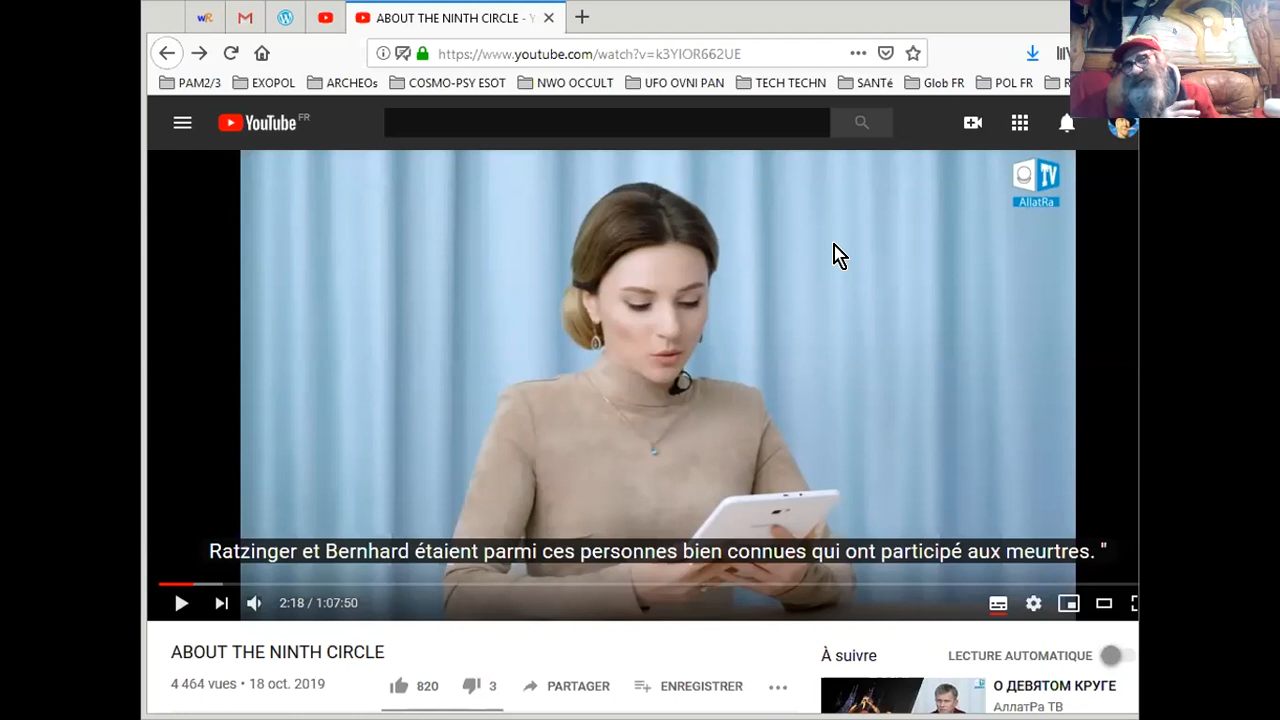 wR
ABOUT THE NINTH CIRCLE - Y
https://www.youtube.com/watch?v=k3YIOR662UE
PAM2/3 EXOPOL ARCHEOs COSMO-PSY ESOT NWO OCCULT UFO OVNI PAN TECH TECHN SANTé Glob FR POL FR R
YouTube FR
TV
AllatRa
Ratzinger et Bernhard étaient parmi ces personnes bien connues qui ont participé aux meurtres. "
2:18 / 1:07:50
ABOUT THE NINTH CIRCLE
4 464 vues • 18 oct. 2019
820
3
PARTAGER
ENREGISTRER
À suivre
LECTURE AUTOMATIQUE
О ДЕВЯТОМ КРУГЕ
АллатРа ТВ